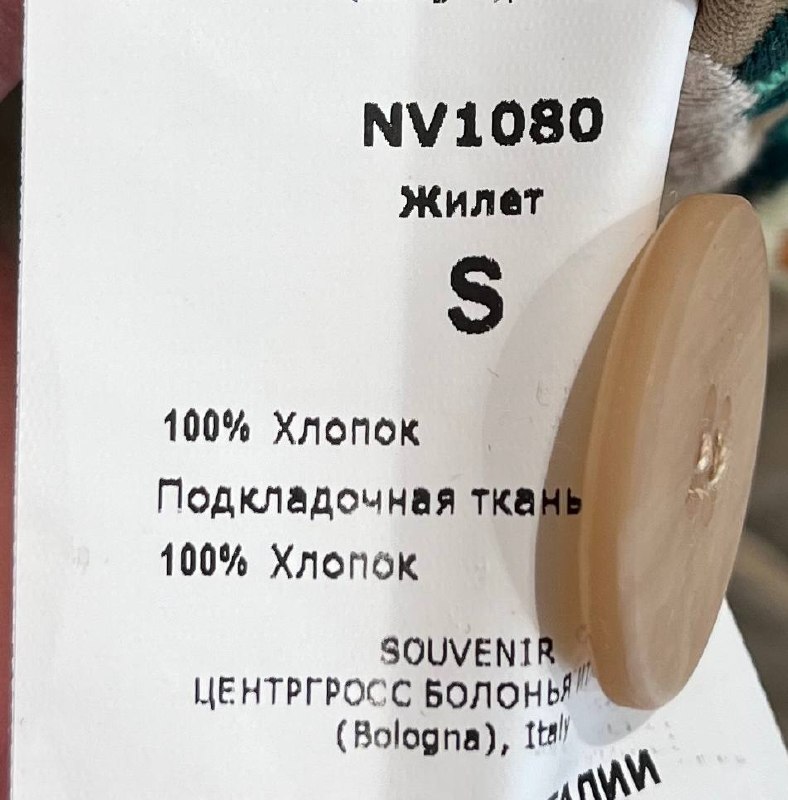 NV1080
Жилет
S
100% Хлопок
Подкладочная ткань
100% Хлопок
SOUVENIR
ЦЕНТРГРОСС БОЛОНЬЯ
(Bologna), Italy